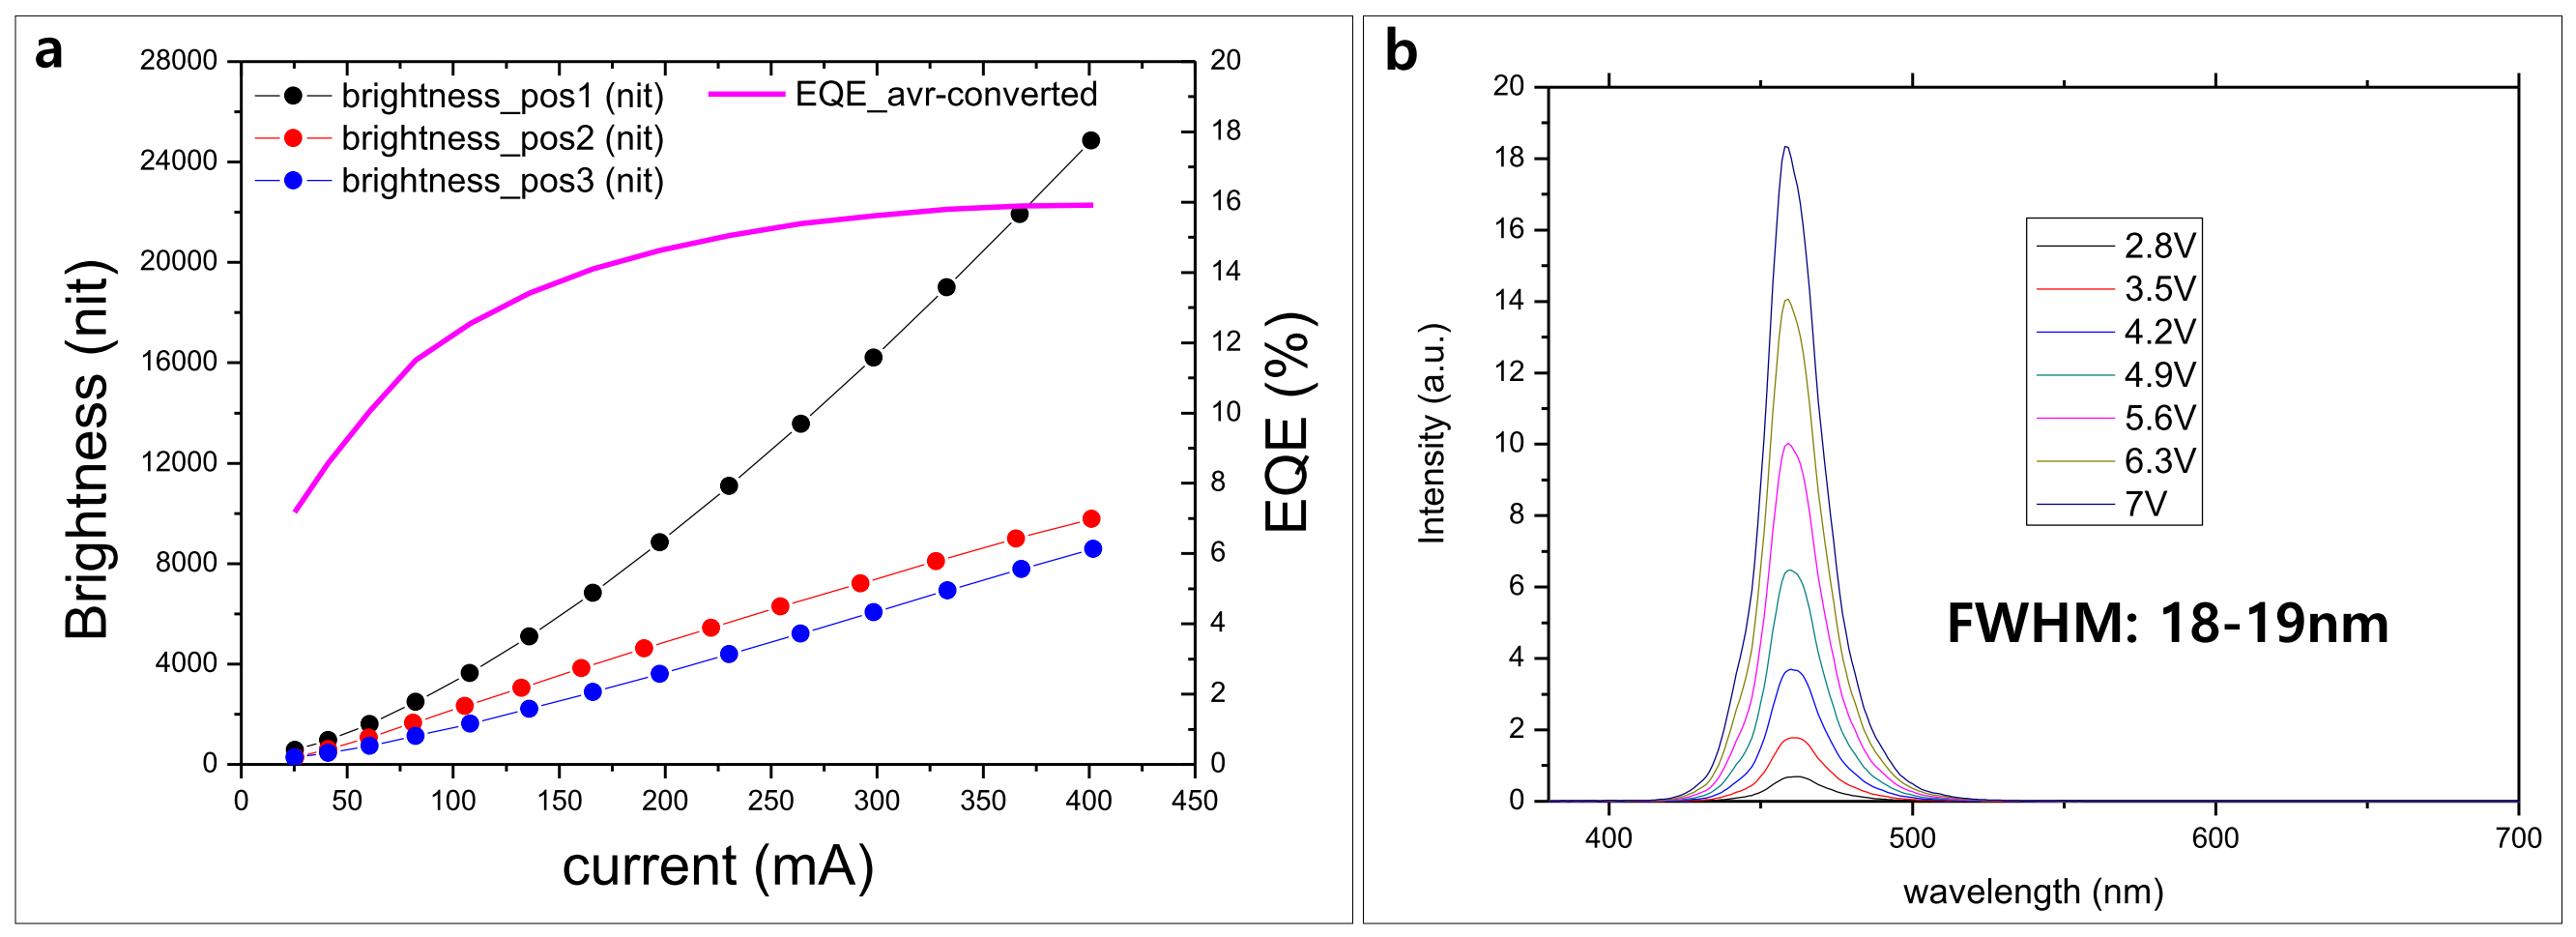 a
28000
24000
20000
16000
12000
8000
4000
0
Brightness (nit)
brightness_pos1 (nit)
brightness_pos2 (nit)
brightness_pos3 (nit)
EQE_avr-converted
20
18
16
14
12
10
8
6
4
2
0
EQE (%)
0 50 100 150 200 250 300 350 400 450
current (mA)
b
20
18
16
14
12
10
8
6
4
2
0
Intensity (a.u.)
2.8V
3.5V
4.2V
4.9V
5.6V
6.3V
7V
FWHM: 18-19nm
400 500 600 700
wavelength (nm)